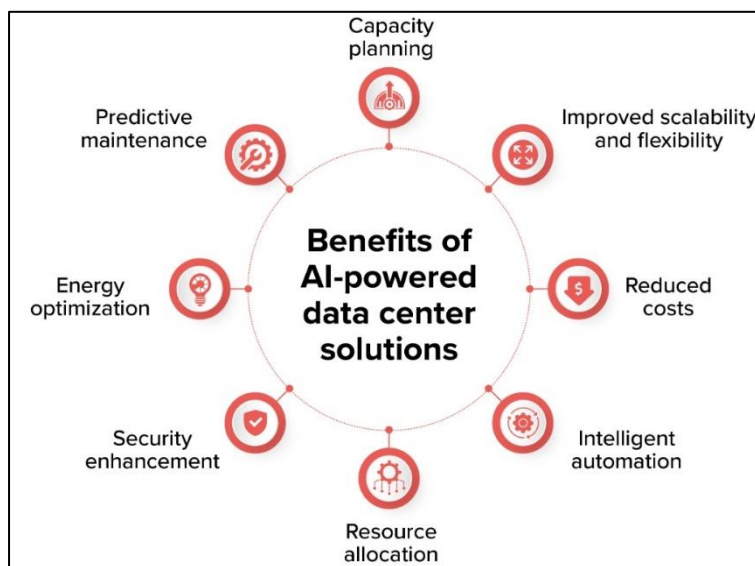 Capacity
planning
Improved scalability
and flexibility
Reduced
costs
Intelligent
automation
Resource
allocation
Security
enhancement
Energy
optimization
Predictive
maintenance
Benefits of
AI-powered
data center
solutions
$